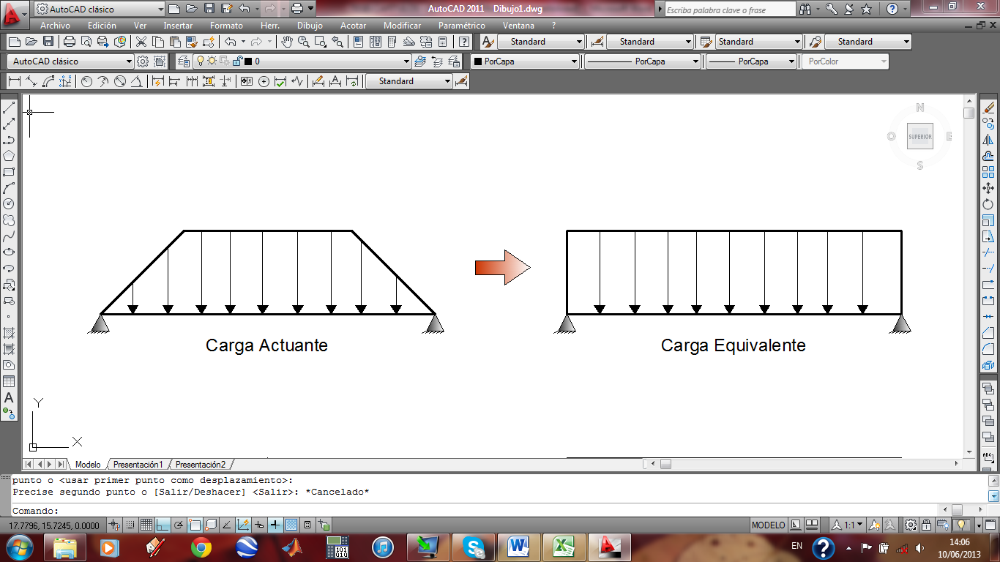 AutoCAD clásico
AutoCAD 2011 Dibujo1.dwg
Escriba palabra clave o frase
Archivo Edición Ver Insertar Formato Herr. Dibujo Acotar Modificar Paramétrico Ventana ?
Standard Standard Standard Standard
AutoCAD clásico 0 PorCapa PorCapa PorCapa PorColor
Standard
N
O SUPERIOR E
S
Carga Actuante Carga Equivalente
Y
X
Modelo Presentación1 Presentación2
punto o <usar primer punto como desplazamiento>:
Precise segundo punto o [Salir/Deshacer] <Salir>: *Cancelado*
Comando:
17.7796, 15.7245, 0.0000 MODELO 1:1
EN 14:06
10/06/2013